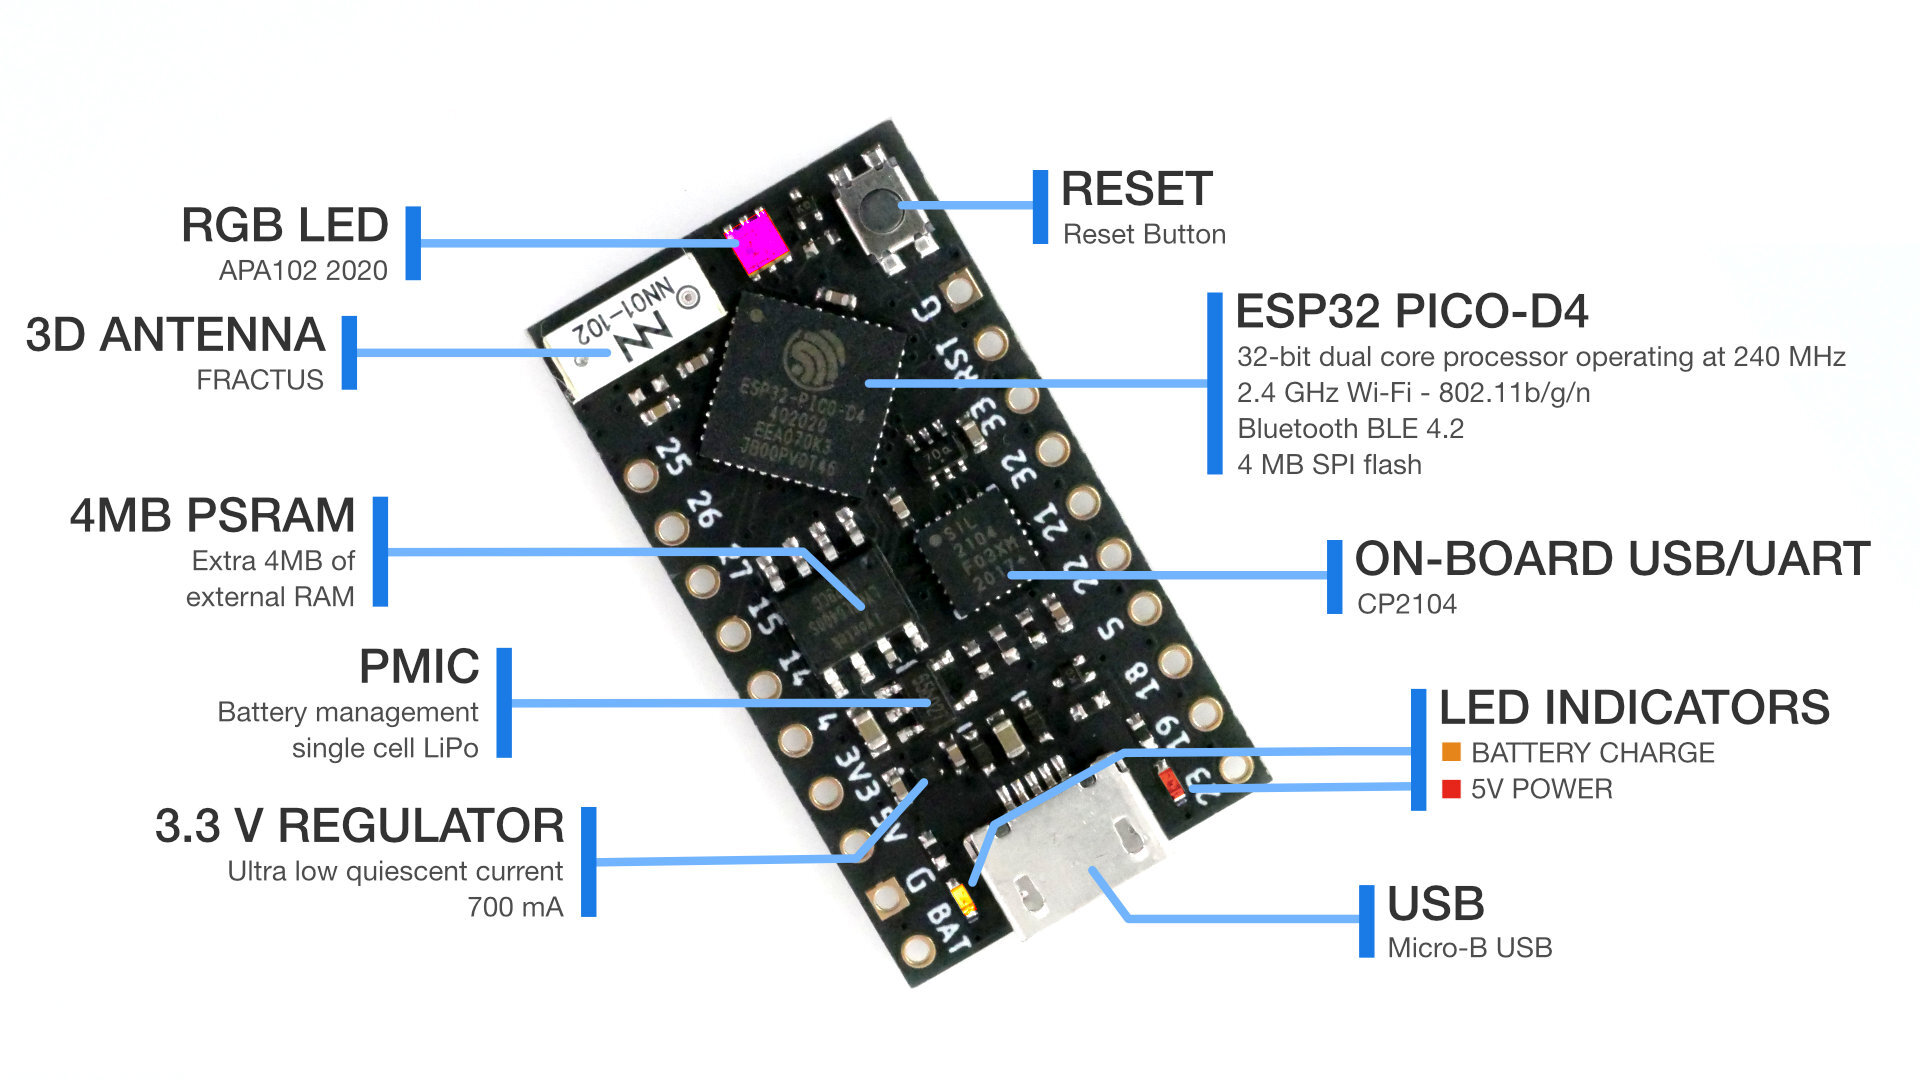 RGB LED
APA102 2020
3D ANTENNA
FRACTUS
4MB PSRAM
Extra 4MB of
external RAM
PMIC
Battery management
single cell LiPo
3.3 V REGULATOR
Ultra low quiescent current
700 mA
RESET
Reset Button
ESP32 PICO-D4
32-bit dual core processor operating at 240 MHz
2.4 GHz Wi-Fi - 802.11b/g/n
Bluetooth BLE 4.2
4 MB SPI flash
ON-BOARD USB/UART
CP2104
LED INDICATORS
BATTERY CHARGE
5V POWER
USB
Micro-B USB
NN01-102
ESP32-PICO-D4
402020
EEA070K3
JB00PV0T46
SIL
2104
F03XM
2017
25
26
27
15
14
4
3V3
5V
G
BAT
G
RST
33
32
21
22
5
18
19
23